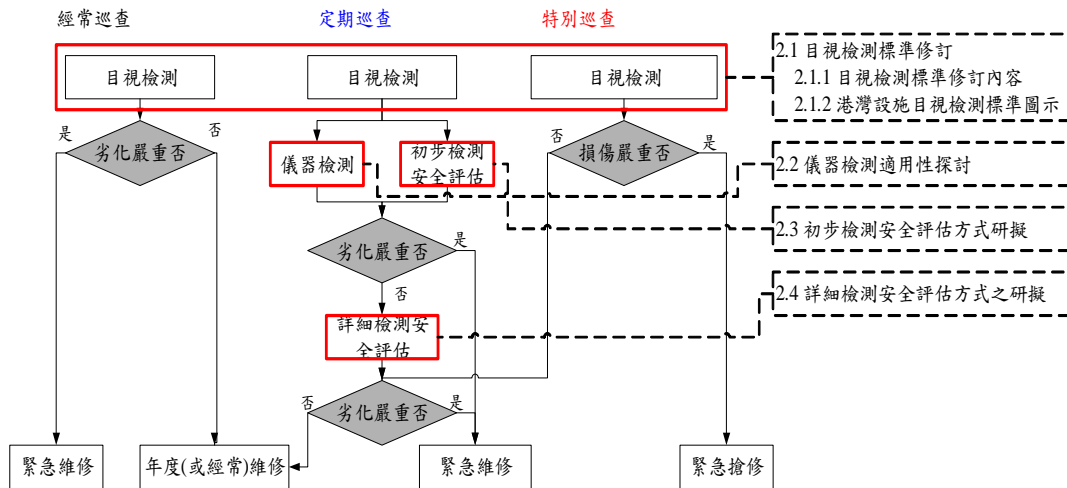 經常巡查
定期巡查
特別巡查
目視檢測
目視檢測
目視檢測
2.1 目視檢測標準修訂
2.1.1 目視檢測標準修訂內容
2.1.2 港灣設施目視檢測標準圖示
是
劣化嚴重否
否
儀器檢測
初步檢測
安全評估
否
損傷嚴重否
是
2.2 儀器檢測適用性探討
2.3 初步檢測安全評估方式研擬
劣化嚴重否
是
否
2.4 詳細檢測安全評估方式之研擬
詳細檢測安
全評估
否
劣化嚴重否
是
緊急維修
年度(或經常)維修
緊急維修
緊急搶修